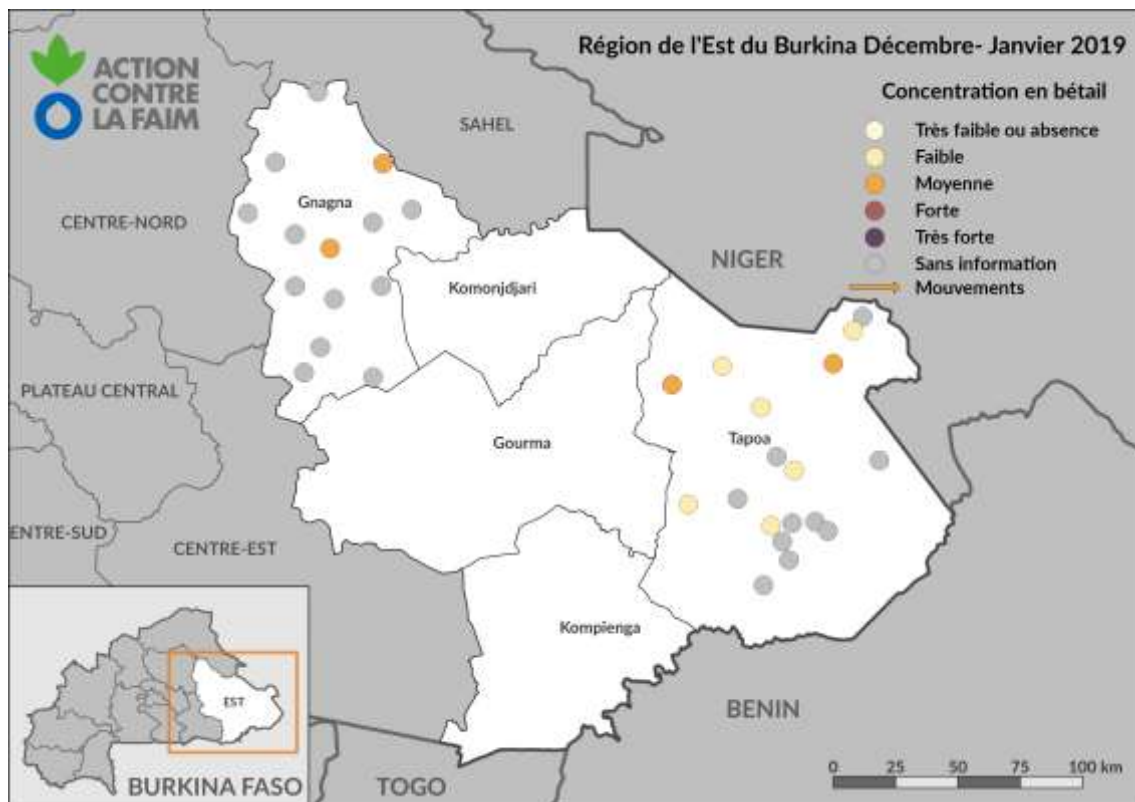 ACTION
CONTRE
LA FAIM
Région de l'Est du Burkina Décembre- Janvier 2019
Concentration en bétail
Très faible ou absence
Faible
Moyenne
Forte
Très forte
Sans information
Mouvements
SAHEL
Gnagna
CENTRE-NORD
NIGER
Komonjdjari
PLATEAU CENTRAL
Gourma
Tapoa
ENTRE-SUD
CENTRE-EST
Kompienga
EST
BENIN
BURKINA FASO
TOGO
0 25 50 75 100 km